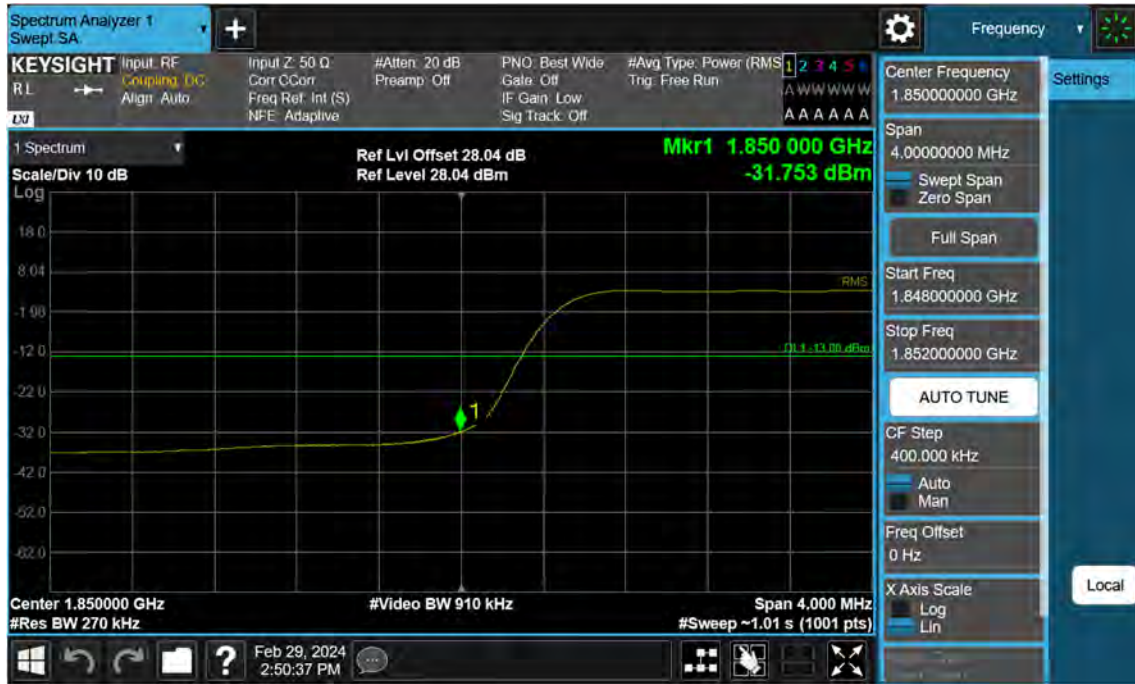 Spectrum Analyzer 1
Swept SA
+
Frequency
KEYSIGHT
Input: RF
Input Z: 50 Ω
#Atten: 20 dB
PNO: Best Wide
#Avg Type: Power (RMS
1 2 3 4 5 6
RL
Coupling: DC
Corr CCorr
Preamp: Off
Gate: Off
Trig: Free Run
A W W W W W
Align: Auto
Freq Ref: Int (S)
IF Gain: Low
LXI
NFE: Adaptive
Sig Track: Off
A A A A A A
Center Frequency
1.850000000 GHz
Settings
1 Spectrum
Ref Lvl Offset 28.04 dB
Mkr1 1.850 000 GHz
Scale/Div 10 dB
Ref Level 28.04 dBm
-31.753 dBm
Span
4.00000000 MHz
Swept Span
Zero Span
Full Span
Start Freq
1.848000000 GHz
Stop Freq
1.852000000 GHz
AUTO TUNE
CF Step
400.000 kHz
Auto
Man
Freq Offset
0 Hz
X Axis Scale
Log
Lin
Local
Log
18.0
8.04
RMS
-1.96
-12.0
DL1 -13.00 dBm
-22.0
1
-32.0
-42.0
-52.0
-62.0
Center 1.850000 GHz
#Video BW 910 kHz
Span 4.000 MHz
#Res BW 270 kHz
#Sweep ~1.01 s (1001 pts)
?
Feb 29, 2024
2:50:37 PM